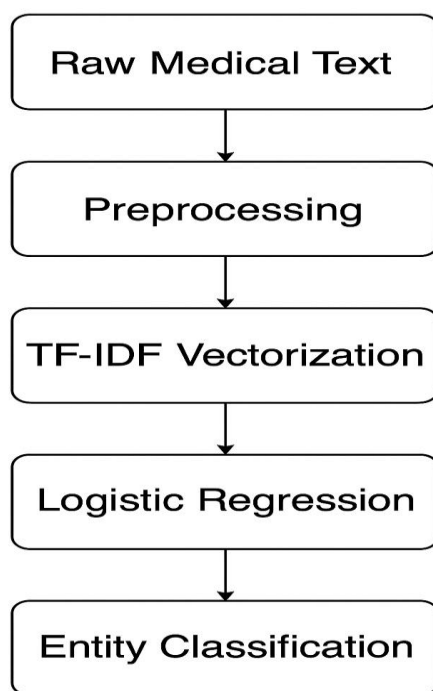 Raw Medical Text
Preprocessing
TF-IDF Vectorization
Logistic Regression
Entity Classification